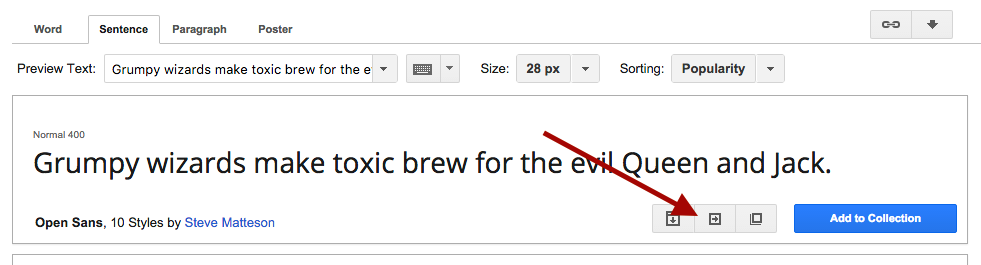 Word Sentence Paragraph Poster
Preview Text: Grumpy wizards make toxic brew for the e Size: 28 px Sorting: Popularity
Normal 400
Grumpy wizards make toxic brew for the evil Queen and Jack.
Open Sans, 10 Styles by Steve Matteson Add to Collection